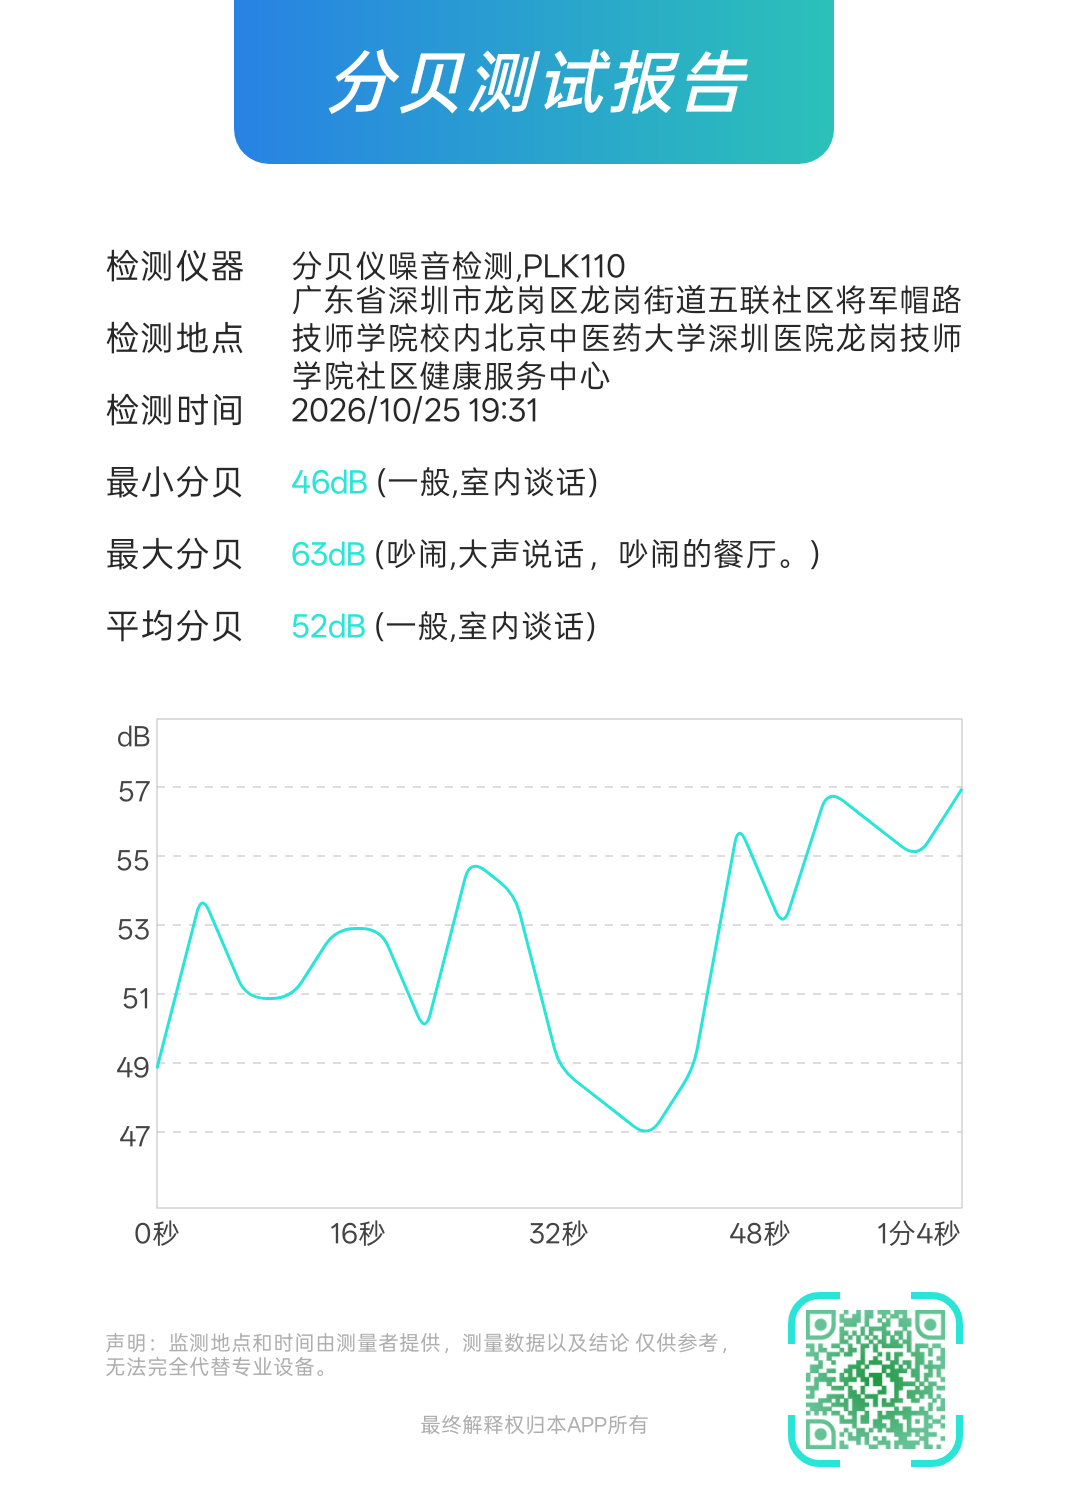 分贝测试报告
检测仪器 分贝仪噪音检测,PLK110
检测地点 广东省深圳市龙岗区龙岗街道五联社区将军帽路
技师学院校内北京中医药大学深圳医院龙岗技师
学院社区健康服务中心
检测时间 2026/10/25 19:31
最小分贝 46dB (一般,室内谈话)
最大分贝 63dB (吵闹,大声说话，吵闹的餐厅。)
平均分贝 52dB (一般,室内谈话)
dB
57
55
53
51
49
47
0秒 16秒 32秒 48秒 1分4秒
声明：监测地点和时间由测量者提供，测量数据以及结论 仅供参考，
无法完全代替专业设备。
最终解释权归本APP所有